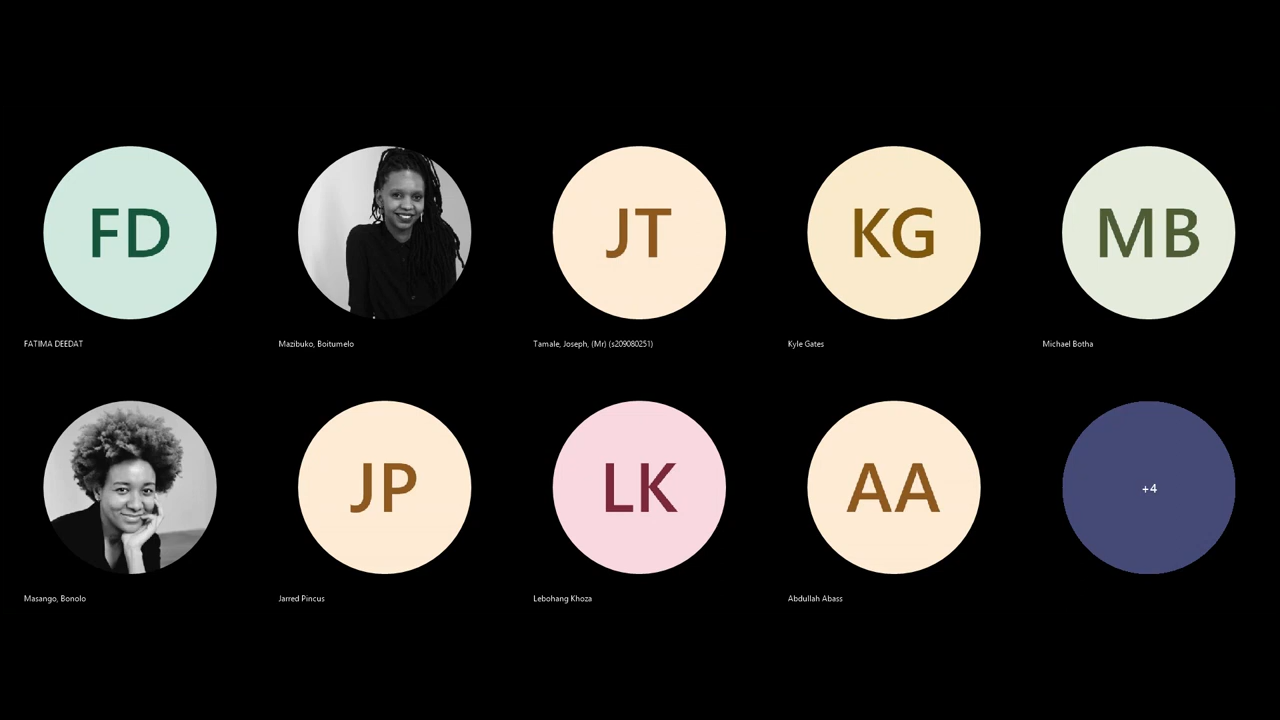 FD
JT
KG
MB
FATIMA DEEDAT
Mazibuko, Boitumelo
Tamale, Joseph, (Mr) (s209080251)
Kyle Gates
Michael Botha
JP
LK
AA
+4
Masango, Bonolo
Jarred Pincus
Lebohang Khoza
Abdullah Abass